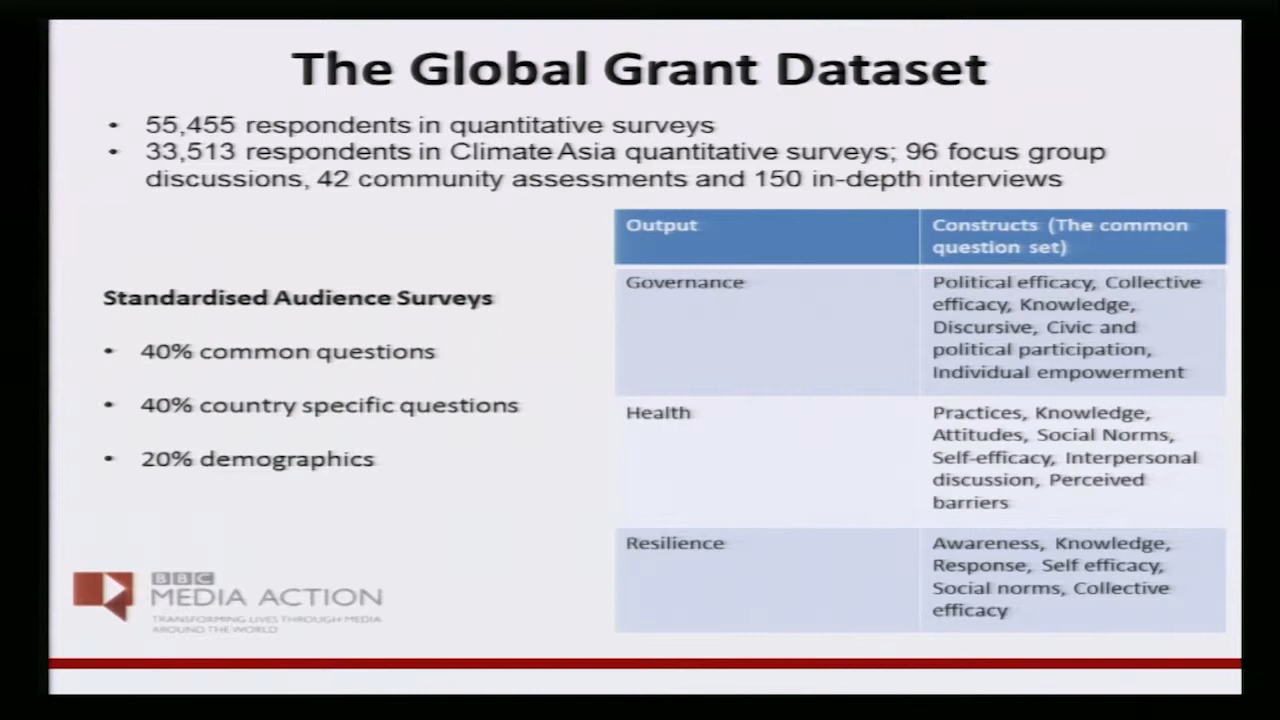 The Global Grant Dataset
• 55,455 respondents in quantitative surveys
• 33,513 respondents in Climate Asia quantitative surveys; 96 focus group
discussions, 42 community assessments and 150 in-depth interviews
Standardised Audience Surveys
• 40% common questions
• 40% country specific questions
• 20% demographics
Output
Constructs (The common
question set)
Governance
Political efficacy, Collective
efficacy, Knowledge,
Discursive, Civic and
political participation,
Individual empowerment
Health
Practices, Knowledge,
Attitudes, Social Norms,
Self-efficacy, Interpersonal
discussion, Perceived
barriers
Resilience
Awareness, Knowledge,
Response, Self efficacy,
Social norms, Collective
efficacy
BBC
MEDIA ACTION
TRANSFORMING LIVES THROUGH MEDIA
AROUND THE WORLD